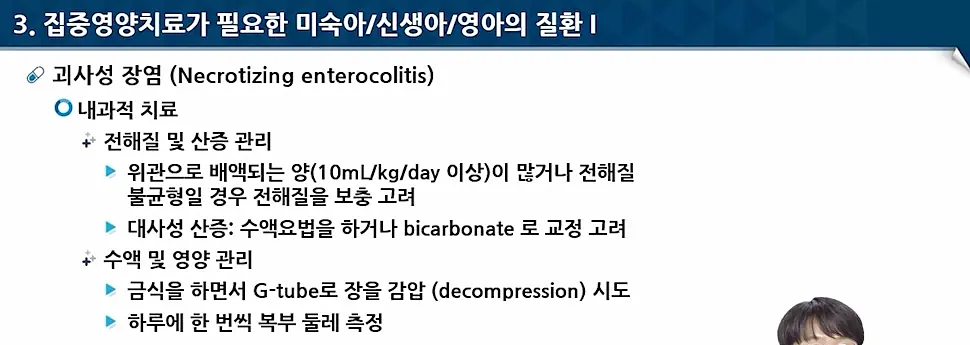 3. 집중영양치료가 필요한 미숙아/신생아/영아의 질환 I
괴사성 장염 (Necrotizing enterocolitis)
내과적 치료
전해질 및 산증 관리
위관으로 배액되는 양(10mL/kg/day 이상)이 많거나 전해질
불균형일 경우 전해질을 보충 고려
대사성 산증: 수액요법을 하거나 bicarbonate 로 교정 고려
수액 및 영양 관리
금식을 하면서 G-tube로 장을 감압 (decompression) 시도
하루에 한 번씩 복부 둘레 측정